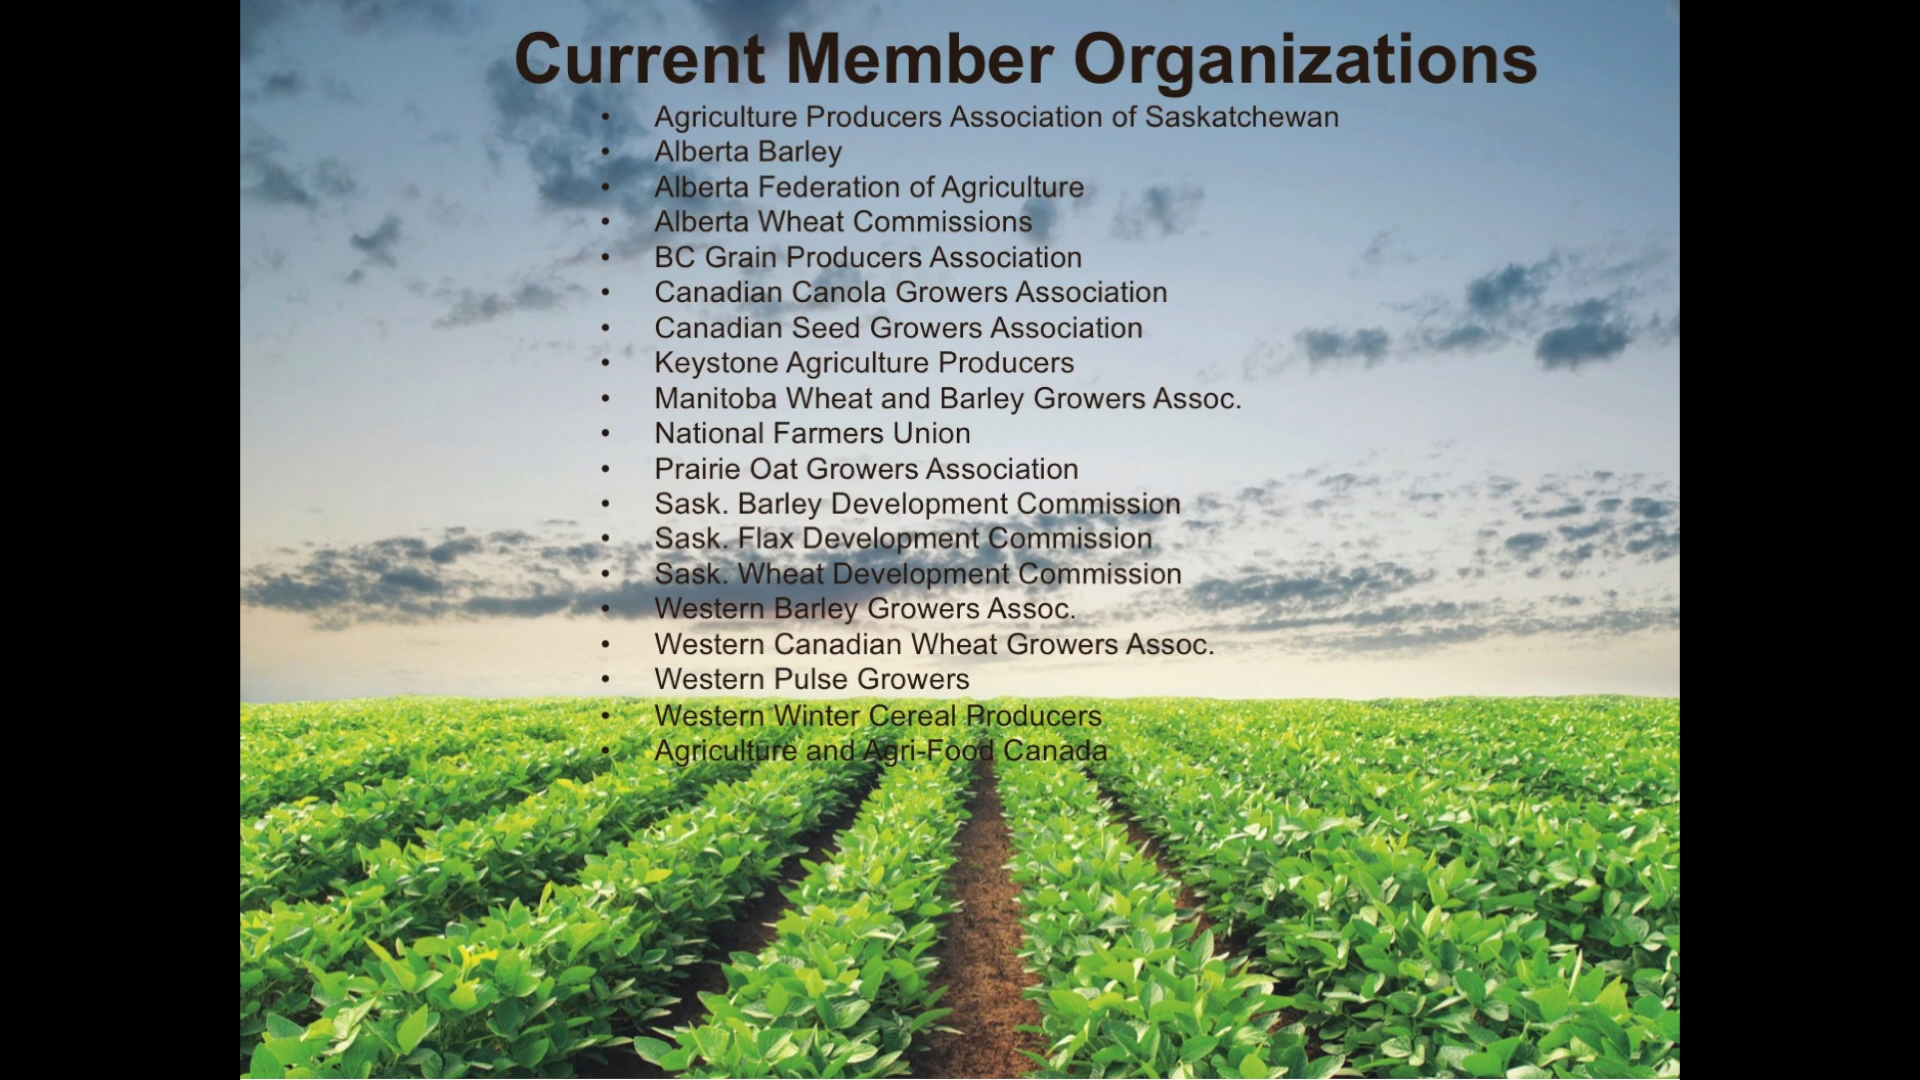 Current Member Organizations
• Agriculture Producers Association of Saskatchewan
• Alberta Barley
• Alberta Federation of Agriculture
• Alberta Wheat Commissions
• BC Grain Producers Association
• Canadian Canola Growers Association
• Canadian Seed Growers Association
• Keystone Agriculture Producers
• Manitoba Wheat and Barley Growers Assoc.
• National Farmers Union
• Prairie Oat Growers Association
• Sask. Barley Development Commission
• Sask. Flax Development Commission
• Sask. Wheat Development Commission
• Western Barley Growers Assoc.
• Western Canadian Wheat Growers Assoc.
• Western Pulse Growers
• Western Winter Cereal Producers
• Agriculture and Agri-Food Canada